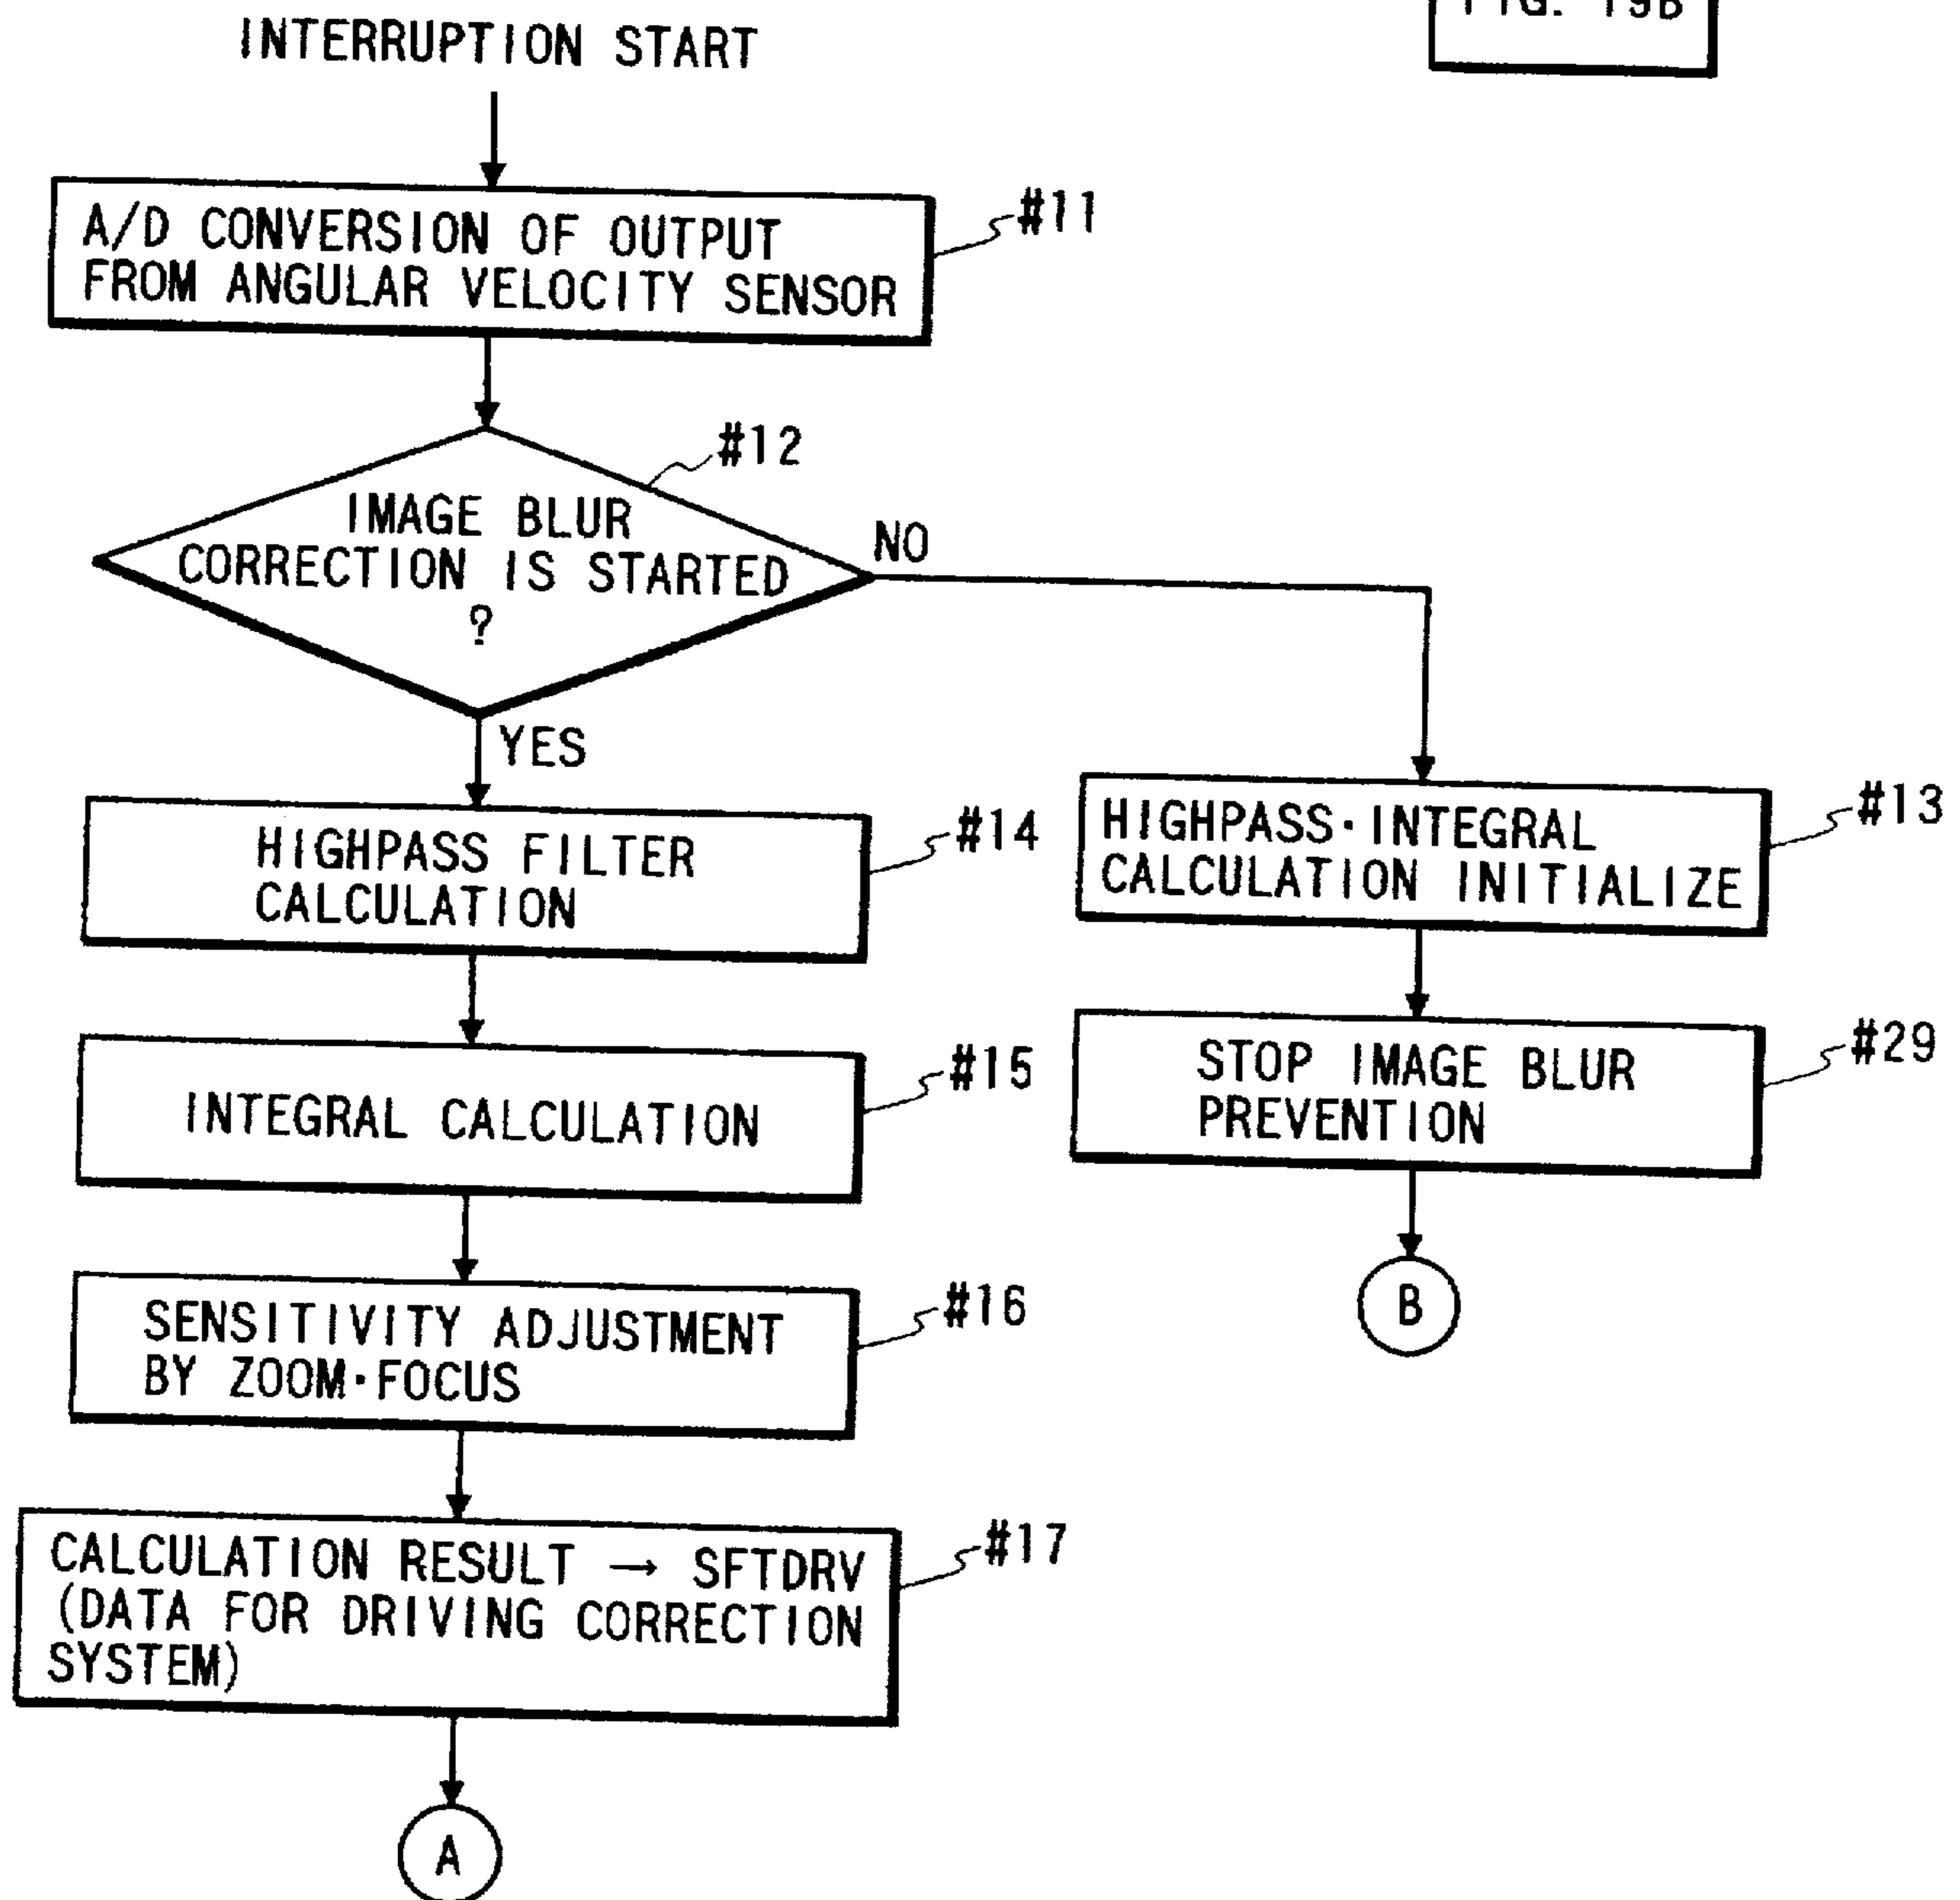 FIG. 19B
INTERRUPTION START
A/D CONVERSION OF OUTPUT
FROM ANGULAR VELOCITY SENSOR
#11
IMAGE BLUR
CORRECTION IS STARTED
?
#12
NO
YES
HIGHPASS FILTER
CALCULATION
#14
HIGHPASS·INTEGRAL
CALCULATION INITIALIZE
#13
INTEGRAL CALCULATION
#15
STOP IMAGE BLUR
PREVENTION
#29
SENSITIVITY ADJUSTMENT
BY ZOOM·FOCUS
#16
B
CALCULATION RESULT → SFTDRV
(DATA FOR DRIVING CORRECTION
SYSTEM)
#17
A